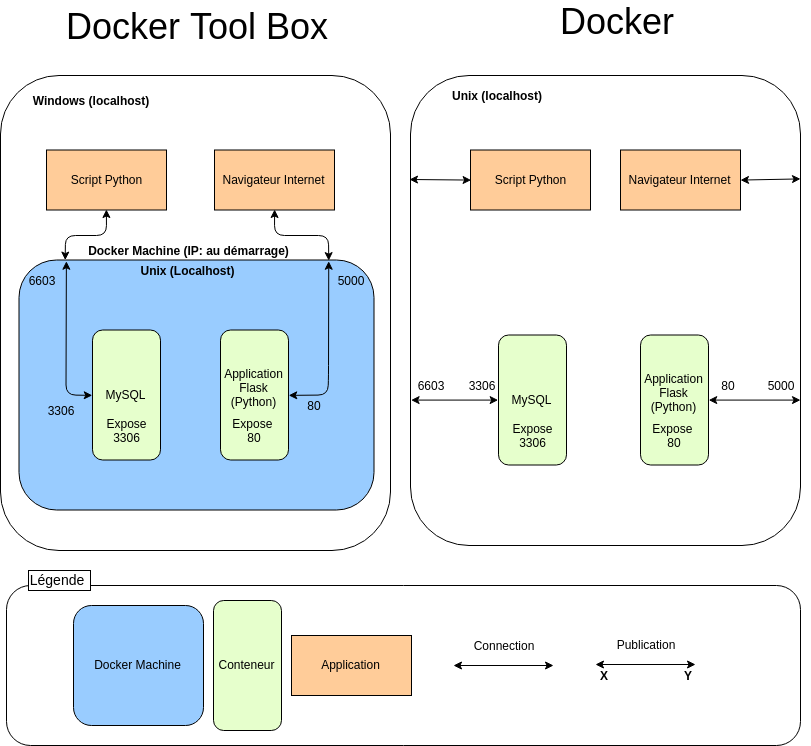 Docker Tool Box
Docker
Windows (localhost)
Script Python
Navigateur Internet
Docker Machine (IP: au démarrage)
Unix (Localhost)
6603
5000
MySQL
Expose
3306
3306
Application
Flask
(Python)
Expose
80
80
Unix (localhost)
Script Python
Navigateur Internet
6603
3306
MySQL
Expose
3306
Application
Flask
(Python)
Expose
80
80
5000
Légende
Docker Machine
Conteneur
Application
Connection
Publication
X
Y